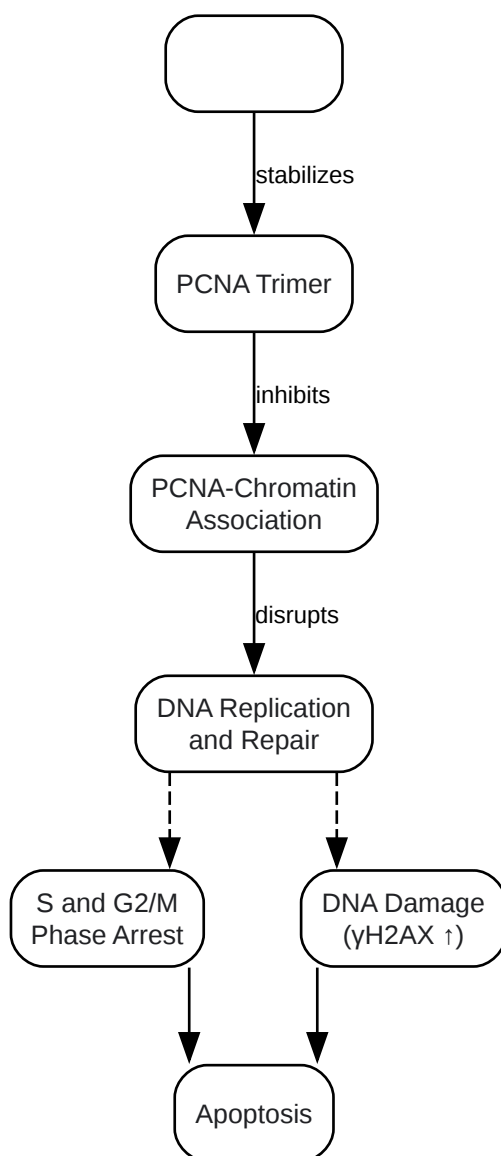 stabilizes
PCNA Trimer
inhibits
PCNA-Chromatin
Association
disrupts
DNA Replication
and Repair
S and G2/M
Phase Arrest
DNA Damage
(γH2AX ↑)
Apoptosis